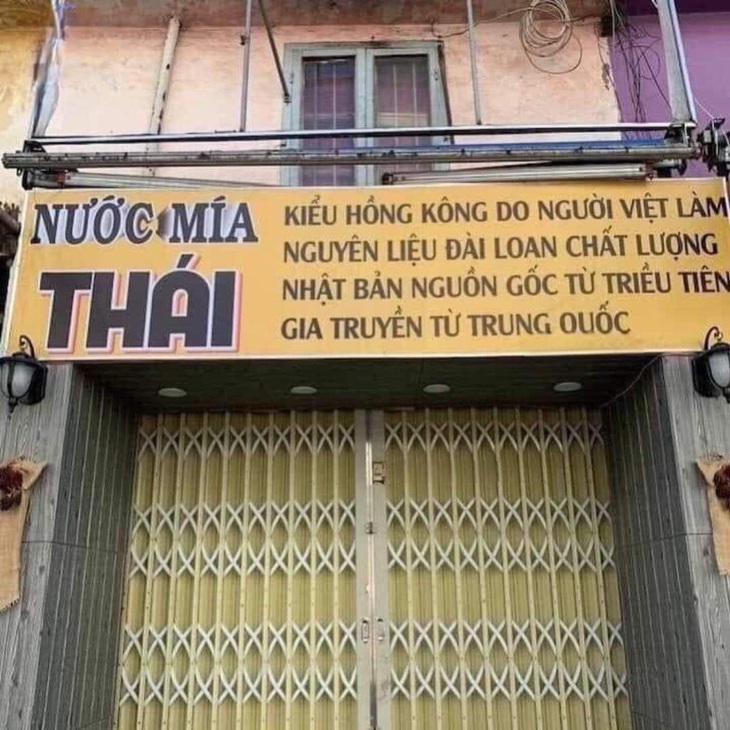 NƯỚC MÍA
THÁI
KIỂU HỒNG KÔNG DO NGƯỜI VIỆT LÀM
NGUYÊN LIỆU ĐÀI LOAN CHẤT LƯỢNG
NHẬT BẢN NGUỒN GỐC TỪ TRIỀU TIÊN
GIA TRUYỀN TỪ TRUNG QUỐC